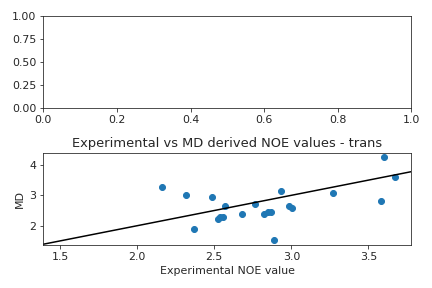 1.00
0.75
0.50
0.25
0.00
0.0 0.2 0.4 0.6 0.8 1.0
Experimental vs MD derived NOE values - trans
4
3
2
MD
1.5 2.0 2.5 3.0 3.5
Experimental NOE value